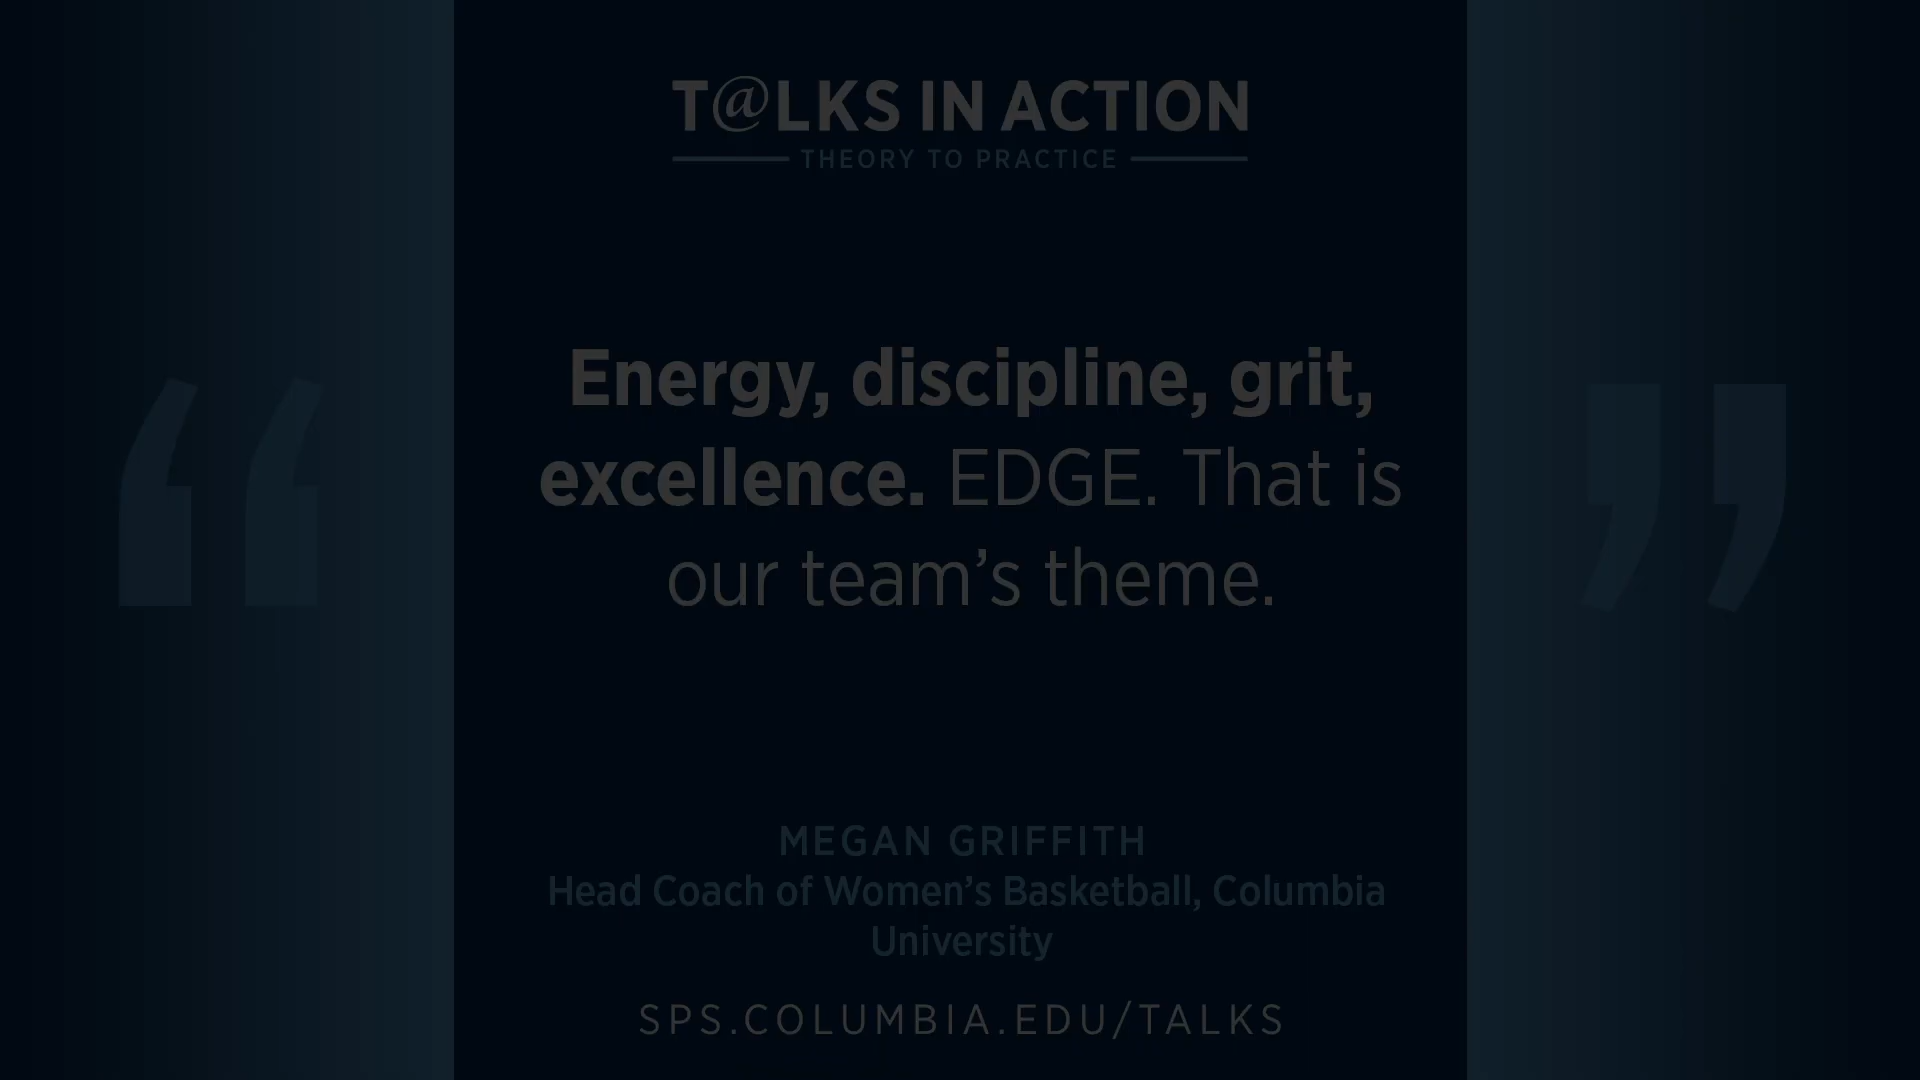 T@LKS IN ACTION
THEORY TO PRACTICE
“
Energy, discipline, grit,
excellence. EDGE. That is
our team’s theme.
”
MEGAN GRIFFITH
Head Coach of Women’s Basketball, Columbia
University
SPS.COLUMBIA.EDU/TALKS